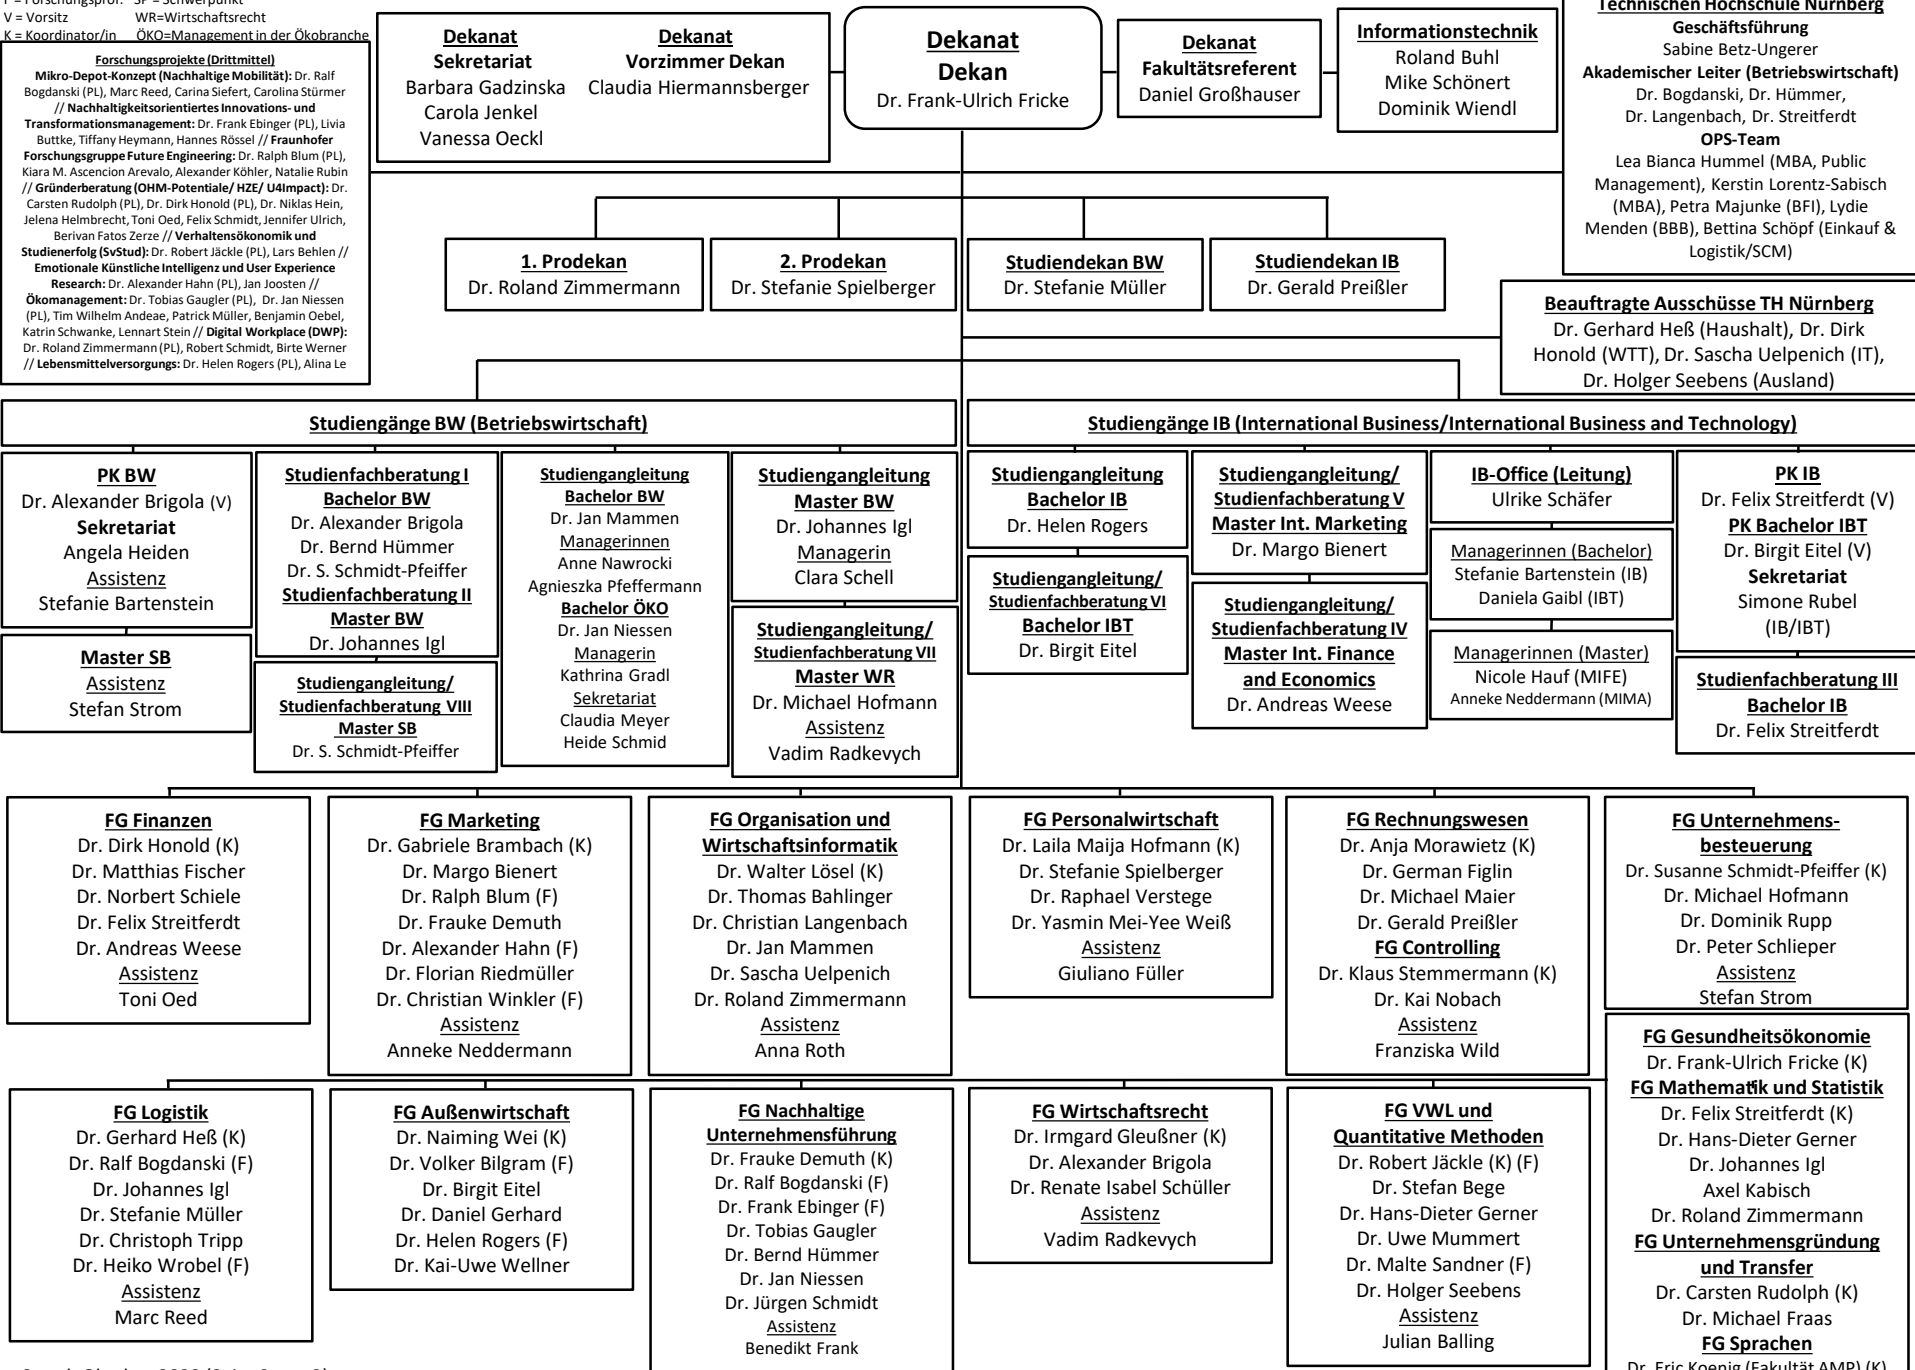 F = Forschungsprof. SP = Schwerpunkt
V = Vorsitz WR=Wirtschaftsrecht
K = Koordinator/in ÖKO=Management in der Ökobranche
Forschungsprojekte (Drittmittel)
Mikro-Depot-Konzept (Nachhaltige Mobilität): Dr. Ralf
Bogdanski (PL), Marc Reed, Carina Siefert, Carolina Stürmer
// Nachhaltigkeitsorientiertes Innovations- und
Transformationsmanagement: Dr. Frank Ebinger (PL), Livia
Buttke, Tiffany Heymann, Hannes Rössel // Fraunhofer
Forschungsgruppe Future Engineering: Dr. Ralph Blum (PL),
Kiara M. Ascencion Arevalo, Alexander Köhler, Natalie Rubin
// Gründerberatung (OHM-Potentiale/ HZE/ U4Impact): Dr.
Carsten Rudolph (PL), Dr. Dirk Honold (PL), Dr. Niklas Hein,
Jelena Helmbrecht, Toni Oed, Felix Schmidt, Jennifer Ulrich,
Berivan Fatos Zerze // Verhaltensökonomik und
Studienerfolg (SvStud): Dr. Robert Jäckle (PL), Lars Behlen //
Emotionale Künstliche Intelligenz und User Experience
Research: Dr. Alexander Hahn (PL), Jan Joosten //
Ökomanagement: Dr. Tobias Gaugler (PL), Dr. Jan Niessen
(PL), Tim Wilhelm Andeae, Patrick Müller, Benjamin Oebel,
Katrin Schwanke, Lennart Stein // Digital Workplace (DWP):
Dr. Roland Zimmermann (PL), Robert Schmidt, Birte Werner
// Lebensmittelversorgungs: Dr. Helen Rogers (PL), Alina Le
Dekanat
Sekretariat
Barbara Gadzinska
Carola Jenkel
Vanessa Oeckl
Dekanat
Vorzimmer Dekan
Claudia Hiermannsberger
Dekanat
Dekan
Dr. Frank-Ulrich Fricke
Dekanat
Fakultätsreferent
Daniel Großhauser
Informationstechnik
Roland Buhl
Mike Schönert
Dominik Wiendl
Technischen Hochschule Nürnberg
Geschäftsführung
Sabine Betz-Ungerer
Akademischer Leiter (Betriebswirtschaft)
Dr. Bogdanski, Dr. Hümmer,
Dr. Langenbach, Dr. Streitferdt
OPS-Team
Lea Bianca Hummel (MBA, Public
Management), Kerstin Lorentz-Sabisch
(MBA), Petra Majunke (BFI), Lydie
Menden (BBB), Bettina Schöpf (Einkauf &
Logistik/SCM)
1. Prodekan
Dr. Roland Zimmermann
2. Prodekan
Dr. Stefanie Spielberger
Studiendekan BW
Dr. Stefanie Müller
Studiendekan IB
Dr. Gerald Preißler
Beauftragte Ausschüsse TH Nürnberg
Dr. Gerhard Heß (Haushalt), Dr. Dirk
Honold (WTT), Dr. Sascha Uelpenich (IT),
Dr. Holger Seebens (Ausland)
Studiengänge BW (Betriebswirtschaft)
Studiengänge IB (International Business/International Business and Technology)
PK BW
Dr. Alexander Brigola (V)
Sekretariat
Angela Heiden
Assistenz
Stefanie Bartenstein
Master SB
Assistenz
Stefan Strom
Studienfachberatung I
Bachelor BW
Dr. Alexander Brigola
Dr. Bernd Hümmer
Dr. S. Schmidt-Pfeiffer
Studienfachberatung II
Master BW
Dr. Johannes Igl
Studiengangleitung/
Studienfachberatung VIII
Master SB
Dr. S. Schmidt-Pfeiffer
Studiengangleitung
Bachelor BW
Dr. Jan Mammen
Managerinnen
Anne Nawrocki
Agnieszka Pfeffermann
Bachelor ÖKO
Dr. Jan Niessen
Managerin
Kathrina Gradl
Sekretariat
Claudia Meyer
Heide Schmid
Studiengangleitung
Master BW
Dr. Johannes Igl
Managerin
Clara Schell
Studiengangleitung/
Studienfachberatung VII
Master WR
Dr. Michael Hofmann
Assistenz
Vadim Radkevych
Studiengangleitung
Bachelor IB
Dr. Helen Rogers
Studiengangleitung/
Studienfachberatung VI
Bachelor IBT
Dr. Birgit Eitel
Studiengangleitung/
Studienfachberatung V
Master Int. Marketing
Dr. Margo Bienert
Studiengangleitung/
Studienfachberatung IV
Master Int. Finance
and Economics
Dr. Andreas Weese
IB-Office (Leitung)
Ulrike Schäfer
Managerinnen (Bachelor)
Stefanie Bartenstein (IB)
Daniela Gaibl (IBT)
Managerinnen (Master)
Nicole Hauf (MIFE)
Anneke Neddermann (MIMA)
PK IB
Dr. Felix Streitferdt (V)
PK Bachelor IBT
Dr. Birgit Eitel (V)
Sekretariat
Simone Rubel
(IB/IBT)
Studienfachberatung III
Bachelor IB
Dr. Felix Streitferdt
FG Finanzen
Dr. Dirk Honold (K)
Dr. Matthias Fischer
Dr. Norbert Schiele
Dr. Felix Streitferdt
Dr. Andreas Weese
Assistenz
Toni Oed
FG Marketing
Dr. Gabriele Brambach (K)
Dr. Margo Bienert
Dr. Ralph Blum (F)
Dr. Frauke Demuth
Dr. Alexander Hahn (F)
Dr. Florian Riedmüller
Dr. Christian Winkler (F)
Assistenz
Anneke Neddermann
FG Organisation und
Wirtschaftsinformatik
Dr. Walter Lösel (K)
Dr. Thomas Bahlinger
Dr. Christian Langenbach
Dr. Jan Mammen
Dr. Sascha Uelpenich
Dr. Roland Zimmermann
Assistenz
Anna Roth
FG Personalwirtschaft
Dr. Laila Maija Hofmann (K)
Dr. Stefanie Spielberger
Dr. Raphael Verstege
Dr. Yasmin Mei-Yee Weiß
Assistenz
Giuliano Füller
FG Rechnungswesen
Dr. Anja Morawietz (K)
Dr. German Figlin
Dr. Michael Maier
Dr. Gerald Preißler
FG Controlling
Dr. Klaus Stemmermann (K)
Dr. Kai Nobach
Assistenz
Franziska Wild
FG Unternehmens-
besteuerung
Dr. Susanne Schmidt-Pfeiffer (K)
Dr. Michael Hofmann
Dr. Dominik Rupp
Dr. Peter Schlieper
Assistenz
Stefan Strom
FG Logistik
Dr. Gerhard Heß (K)
Dr. Ralf Bogdanski (F)
Dr. Johannes Igl
Dr. Stefanie Müller
Dr. Christoph Tripp
Dr. Heiko Wrobel (F)
Assistenz
Marc Reed
FG Außenwirtschaft
Dr. Naiming Wei (K)
Dr. Volker Bilgram (F)
Dr. Birgit Eitel
Dr. Daniel Gerhard
Dr. Helen Rogers (F)
Dr. Kai-Uwe Wellner
FG Nachhaltige
Unternehmensführung
Dr. Frauke Demuth (K)
Dr. Ralf Bogdanski (F)
Dr. Frank Ebinger (F)
Dr. Tobias Gaugler
Dr. Bernd Hümmer
Dr. Jan Niessen
Dr. Jürgen Schmidt
Assistenz
Benedikt Frank
FG Wirtschaftsrecht
Dr. Irmgard Gleußner (K)
Dr. Alexander Brigola
Dr. Renate Isabel Schüller
Assistenz
Vadim Radkevych
FG VWL und
Quantitative Methoden
Dr. Robert Jäckle (K) (F)
Dr. Stefan Bege
Dr. Hans-Dieter Gerner
Dr. Uwe Mummert
Dr. Malte Sandner (F)
Dr. Holger Seebens
Assistenz
Julian Balling
FG Gesundheitsökonomie
Dr. Frank-Ulrich Fricke (K)
FG Mathematik und Statistik
Dr. Felix Streitferdt (K)
Dr. Hans-Dieter Gerner
Dr. Johannes Igl
Axel Kabisch
Dr. Roland Zimmermann
FG Unternehmensgründung
und Transfer
Dr. Carsten Rudolph (K)
Dr. Michael Fraas
FG Sprachen
Dr. Eric Koenig (Fakultät AMP) (K)